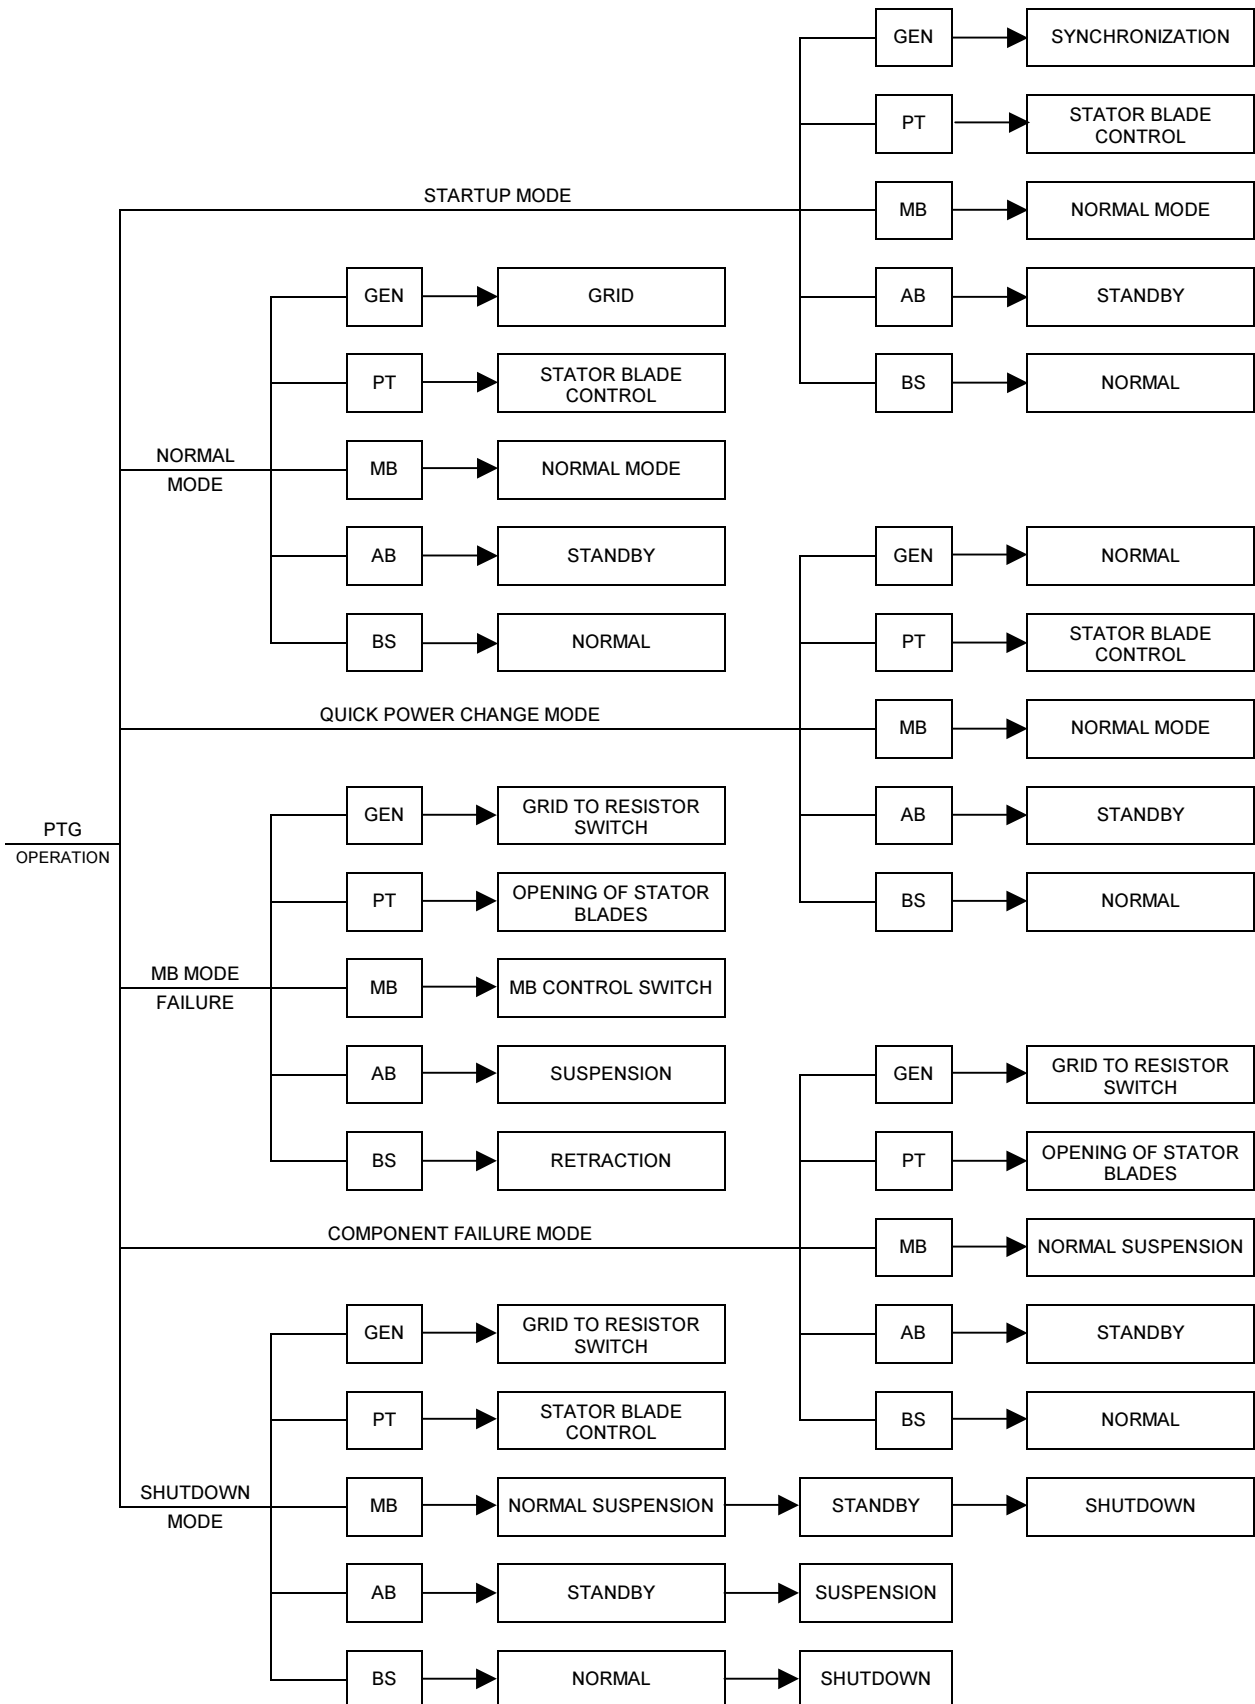 GEN
SYNCHRONIZATION
PT
STATOR BLADE
CONTROL
STARTUP MODE
MB
NORMAL MODE
AB
STANDBY
BS
NORMAL
NORMAL
MODE
GEN
GRID
PT
STATOR BLADE
CONTROL
MB
NORMAL MODE
AB
STANDBY
BS
NORMAL
QUICK POWER CHANGE MODE
GEN
NORMAL
PT
STATOR BLADE
CONTROL
MB
NORMAL MODE
AB
STANDBY
BS
NORMAL
PTG
OPERATION
MB MODE
FAILURE
GEN
GRID TO RESISTOR
SWITCH
PT
OPENING OF STATOR
BLADES
MB
MB CONTROL SWITCH
AB
SUSPENSION
BS
RETRACTION
COMPONENT FAILURE MODE
GEN
GRID TO RESISTOR
SWITCH
PT
OPENING OF STATOR
BLADES
MB
NORMAL SUSPENSION
AB
STANDBY
BS
NORMAL
SHUTDOWN
MODE
GEN
GRID TO RESISTOR
SWITCH
PT
STATOR BLADE
CONTROL
MB
NORMAL SUSPENSION
STANDBY
SHUTDOWN
AB
STANDBY
SUSPENSION
BS
NORMAL
SHUTDOWN